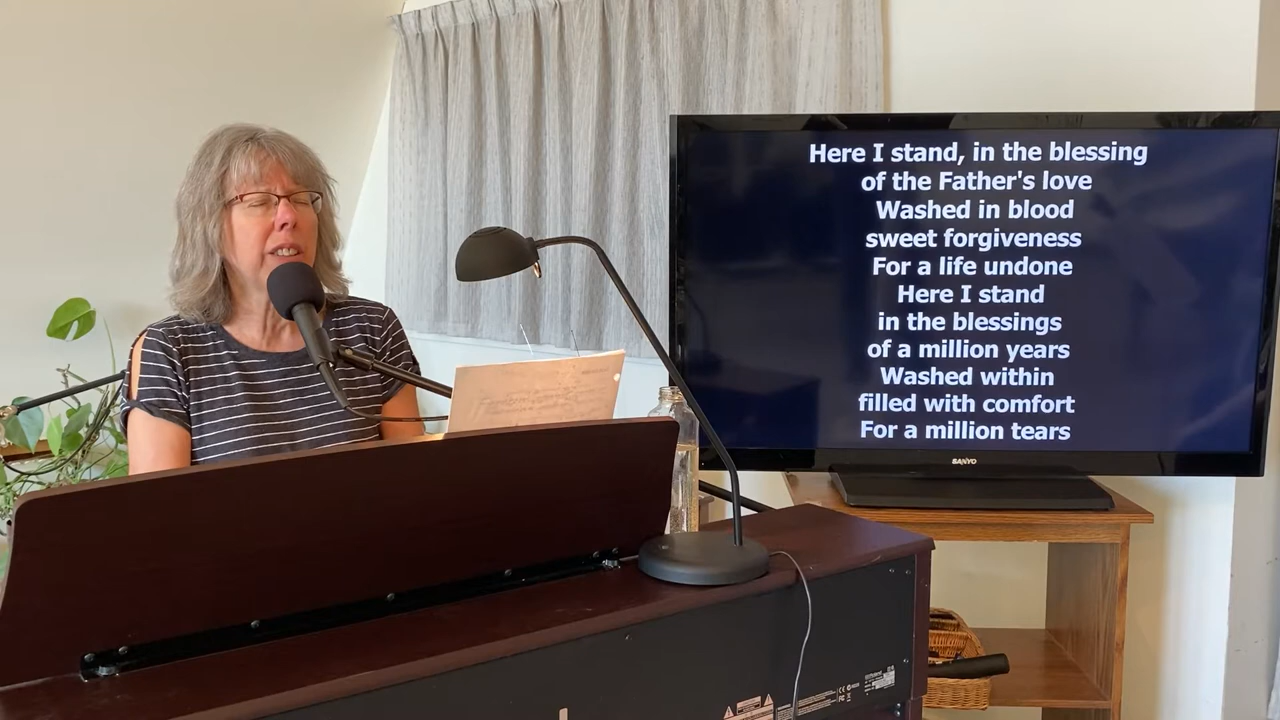 Here I stand, in the blessing
of the Father's love
Washed in blood
sweet forgiveness
For a life undone
Here I stand
in the blessings
of a million years
Washed within
filled with comfort
For a million tears
SANYO